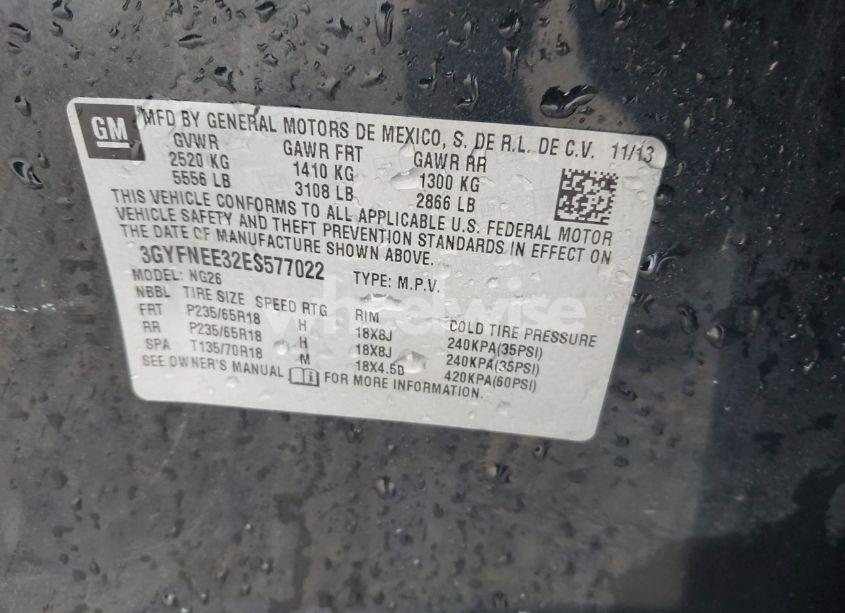 GM
MFD BY GENERAL MOTORS DE MEXICO, S. DE R.L. DE C.V. 11/13
GVWR GAWR FRT GAWR RR
2520 KG 1410 KG 1300 KG
5556 LB 3108 LB 2866 LB
THIS VEHICLE CONFORMS TO ALL APPLICABLE U.S. FEDERAL MOTOR
VEHICLE SAFETY AND THEFT PREVENTION STANDARDS IN EFFECT ON
THE DATE OF MANUFACTURE SHOWN ABOVE.
3GYFNEE32ES577022
MODEL: NG26 TYPE: M.P.V.
NBBL TIRE SIZE SPEED RTG RIM COLD TIRE PRESSURE
FRT P235/65R18 H 18X8J 240KPA(35PSI)
RR P235/65R18 H 18X8J 240KPA(35PSI)
SPA T135/70R18 M 18X4.5D 420KPA(60PSI)
SEE OWNER'S MANUAL FOR MORE INFORMATION.
wheelwise